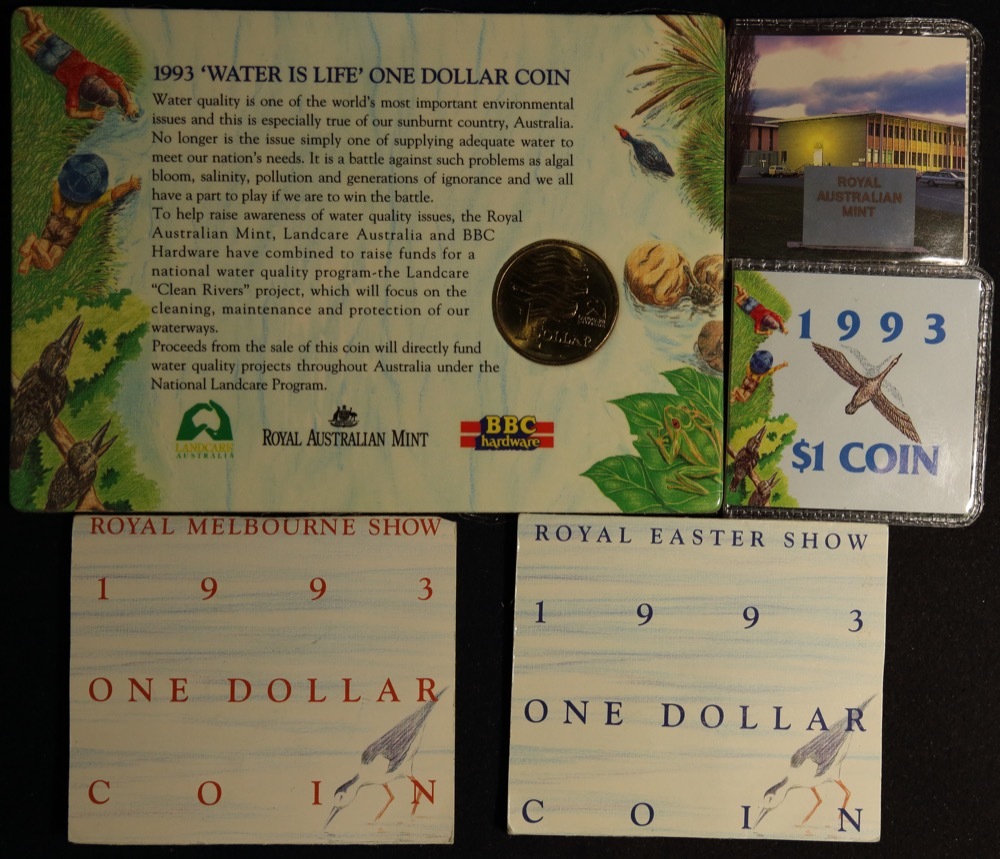 1993 ‘WATER IS LIFE’ ONE DOLLAR COIN
Water quality is one of the world's most important environmental
issues and this is especially true of our sunburnt country, Australia.
No longer is the issue simply one of supplying adequate water to
meet our nation's needs. It is a battle against such problems as algal
bloom, salinity, pollution and generations of ignorance and we all
have a part to play if we are to win the battle.
To help raise awareness of water quality issues, the Royal
Australian Mint, Landcare Australia and BBC
Hardware have combined to raise funds for a
national water quality program-the Landcare
“Clean Rivers” project, which will focus on the
cleaning, maintenance and protection of our
waterways.
Proceeds from the sale of this coin will directly fund
water quality projects throughout Australia under the
National Landcare Program.
LANDCARE
AUSTRALIA
ROYAL AUSTRALIAN MINT
BBC
hardware
DOLLAR
ROYAL
AUSTRALIAN
MINT
1993
$1 COIN
ROYAL MELBOURNE SHOW
1 9 9 3
ONE DOLLAR
COIN
ROYAL EASTER SHOW
1 9 9 3
ONE DOLLAR
COIN